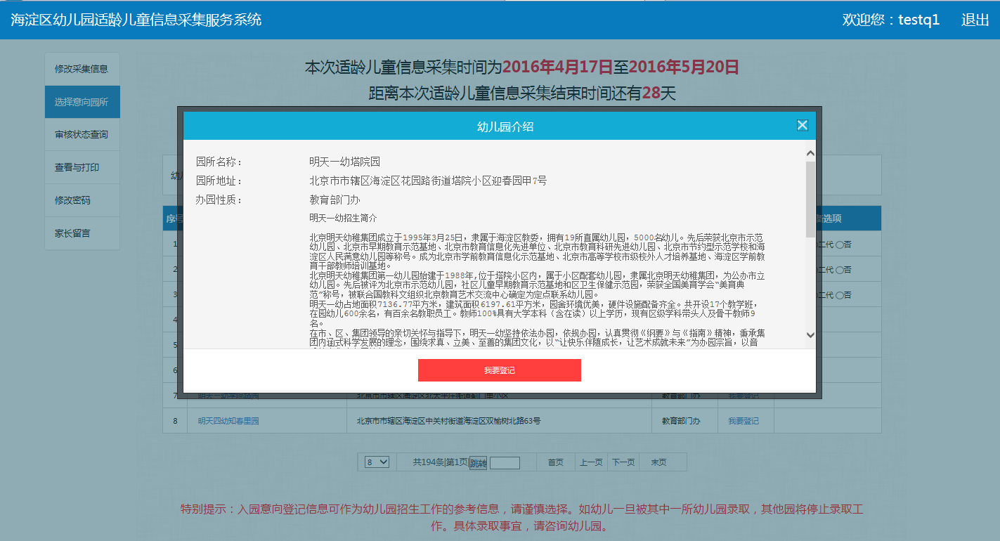 海淀区幼儿园适龄儿童信息采集服务系统
欢迎您：testq1 退出
修改采集信息
选择意向园所
审核状态查询
查看与打印
修改密码
家长留言
本次适龄儿童信息采集时间为2016年4月17日至2016年5月20日
距离本次适龄儿童信息采集结束时间还有28天
幼儿园介绍
园所名称： 明天一幼塔院园
园所地址： 北京市市辖区海淀区花园路街道塔院小区迎春园甲7号
办园性质： 教育部门办
明天一幼招生简介
北京明天幼稚集团成立于1995年3月25日，隶属于海淀区教委，拥有19所直属幼儿园，5000名幼儿。先后荣获北京市示范
幼儿园、北京市早期教育示范基地、北京市教育信息化先进单位、北京市教育科研先进幼儿园、北京市节约型示范学校和海
淀区人民满意幼儿园等称号。成为北京市学前教育信息化示范基地、北京市高等学校市级校外人才培养基地、海淀区学前教
育干部教师培训基地。
北京明天幼稚集团第一幼儿园始建于1988年,位于塔院小区内，属于小区配套幼儿园，隶属北京明天幼稚集团，为公办市立
幼儿园。先后被评为北京市示范幼儿园，社区儿童早期教育示范基地和区卫生保健示范园，荣获全国美育学会“美育典
范”称号，被联合国教科文组织北京教育艺术交流中心确定为定点联系幼儿园。
明天一幼占地面积7136.77平方米，建筑面积6197.61平方米，园舍环境优美，硬件设施配备齐全。共开设17个教学班，
在园幼儿600余名，有百余名教职员工。教师100%具有大学本科（含在读）以上学历，现有区级学科带头人及骨干教师9
名。
在市、区、集团领导的亲切关怀与指导下，明天一幼坚持依法办园，依规办园，认真贯彻《纲要》与《指南》精神，秉承集
团内涵式科学发展的理念，围绕求真、立美、至善的集团文化，以“让快乐伴随成长，让艺术成就未来”为办园宗旨，以音
我要登记
幼儿
序号 选项
1 二代 否
2 二代 否
3 二代 否
4
5
6
7 明天一幼学院路园 北京市市辖区海淀区北太平庄街道蓟门里小区 教育部门办 我要登记
8 明天四幼知春里园 北京市市辖区海淀区中关村街道海淀区双榆树北路63号 教育部门办 我要登记
8 共194条|第1页| 跳转 首页 上一页 下一页 末页
特别提示：入园意向登记信息可作为幼儿园招生工作的参考信息，请谨慎选择。如幼儿一旦被其中一所幼儿园录取，其他园将停止录取工
作。具体录取事宜，请咨询幼儿园。